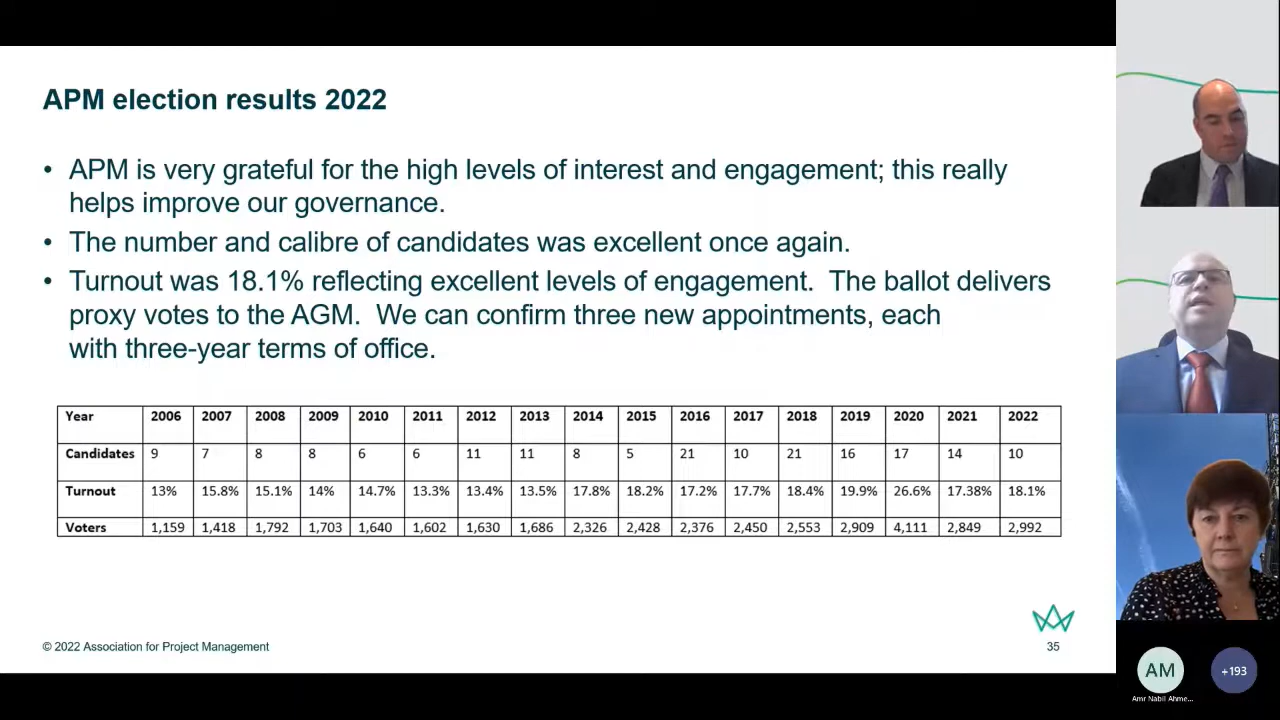 APM election results 2022
• APM is very grateful for the high levels of interest and engagement; this really
helps improve our governance.
• The number and calibre of candidates was excellent once again.
• Turnout was 18.1% reflecting excellent levels of engagement.  The ballot delivers
proxy votes to the AGM.  We can confirm three new appointments, each
with three-year terms of office.
Year 2006 2007 2008 2009 2010 2011 2012 2013 2014 2015 2016 2017 2018 2019 2020 2021 2022
Candidates 9 7 8 8 6 6 11 11 8 5 21 10 21 16 17 14 10
Turnout 13% 15.8% 15.1% 14% 14.7% 13.3% 13.4% 13.5% 17.8% 18.2% 17.2% 17.7% 18.4% 19.9% 26.6% 17.38% 18.1%
Voters 1,159 1,418 1,792 1,703 1,640 1,602 1,630 1,686 2,326 2,428 2,376 2,450 2,553 2,909 4,111 2,849 2,992
© 2022 Association for Project Management
35
AM
+193
Amr Nabil Ahme...